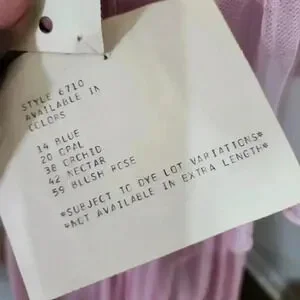 STYLE 6710
AVAILABLE IN
COLORS
14 BLUE
20 OPAL
38 ORCHID
42 NECTAR
59 BLUSH ROSE
*SUBJECT TO DYE LOT VARIATIONS*
*NOT AVAILABLE IN EXTRA LENGTH*